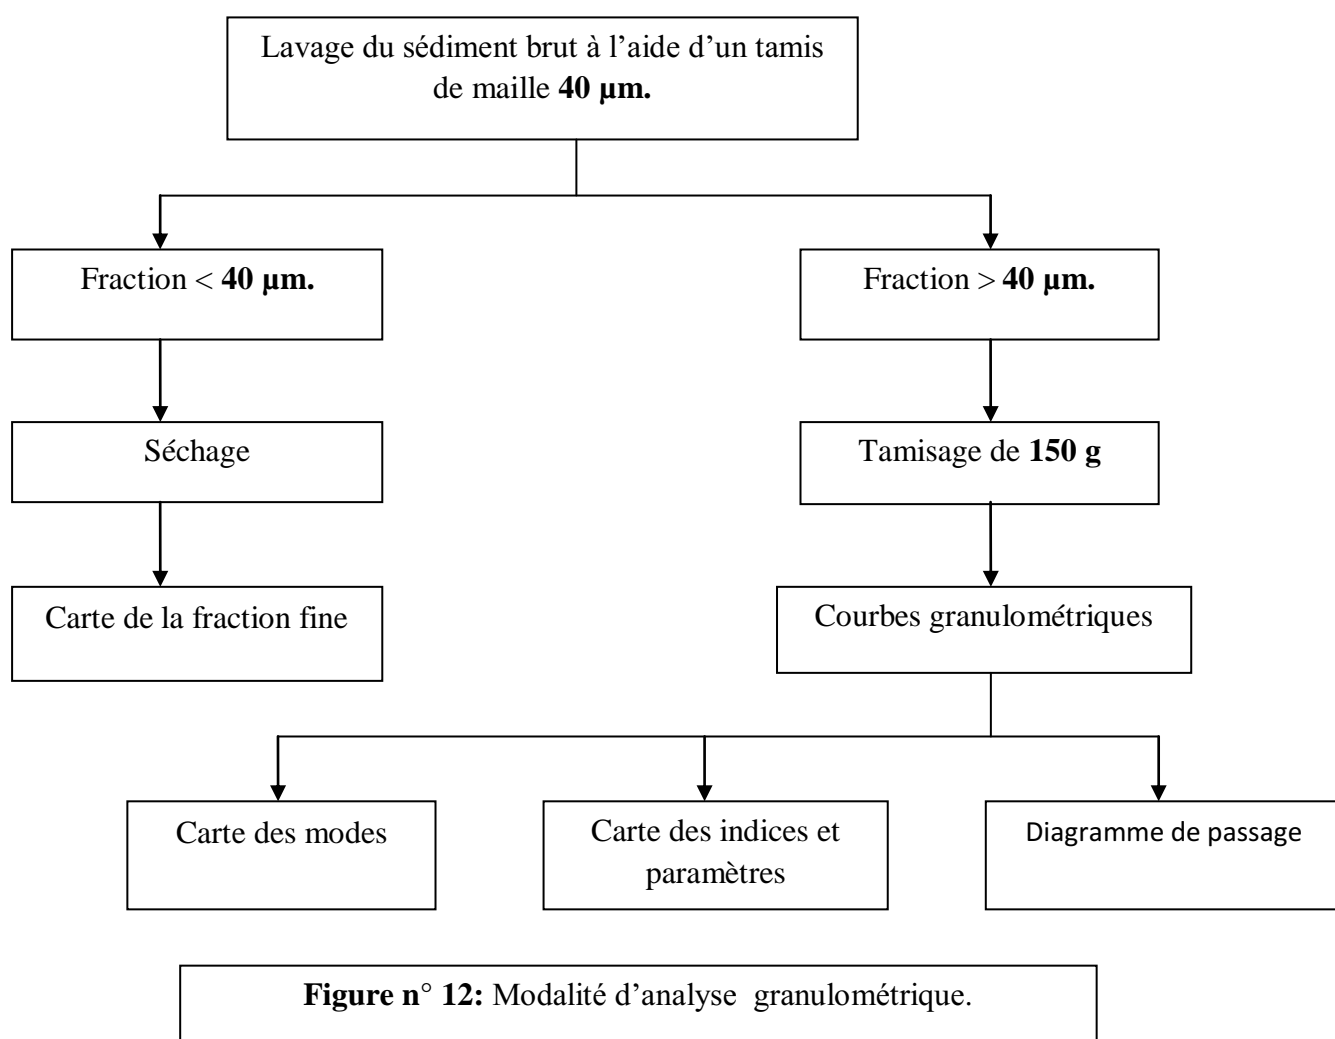 Lavage du sédiment brut à l’aide d’un tamis
de maille 40 µm.
Fraction < 40 µm.
Fraction > 40 µm.
Séchage
Tamisage de 150 g
Carte de la fraction fine
Courbes granulométriques
Carte des modes
Carte des indices et
paramètres
Diagramme de passage
Figure n° 12: Modalité d’analyse  granulométrique.